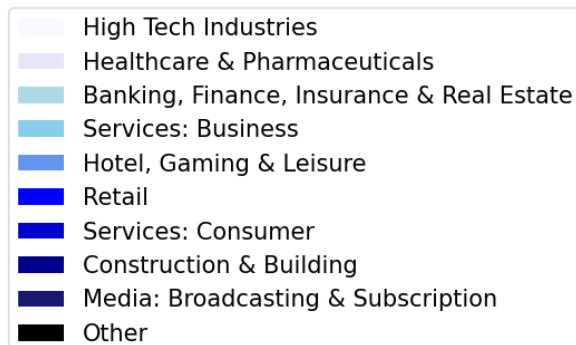 High Tech Industries
Healthcare & Pharmaceuticals
Banking, Finance, Insurance & Real Estate
Services: Business
Hotel, Gaming & Leisure
Retail
Services: Consumer
Construction & Building
Media: Broadcasting & Subscription
Other